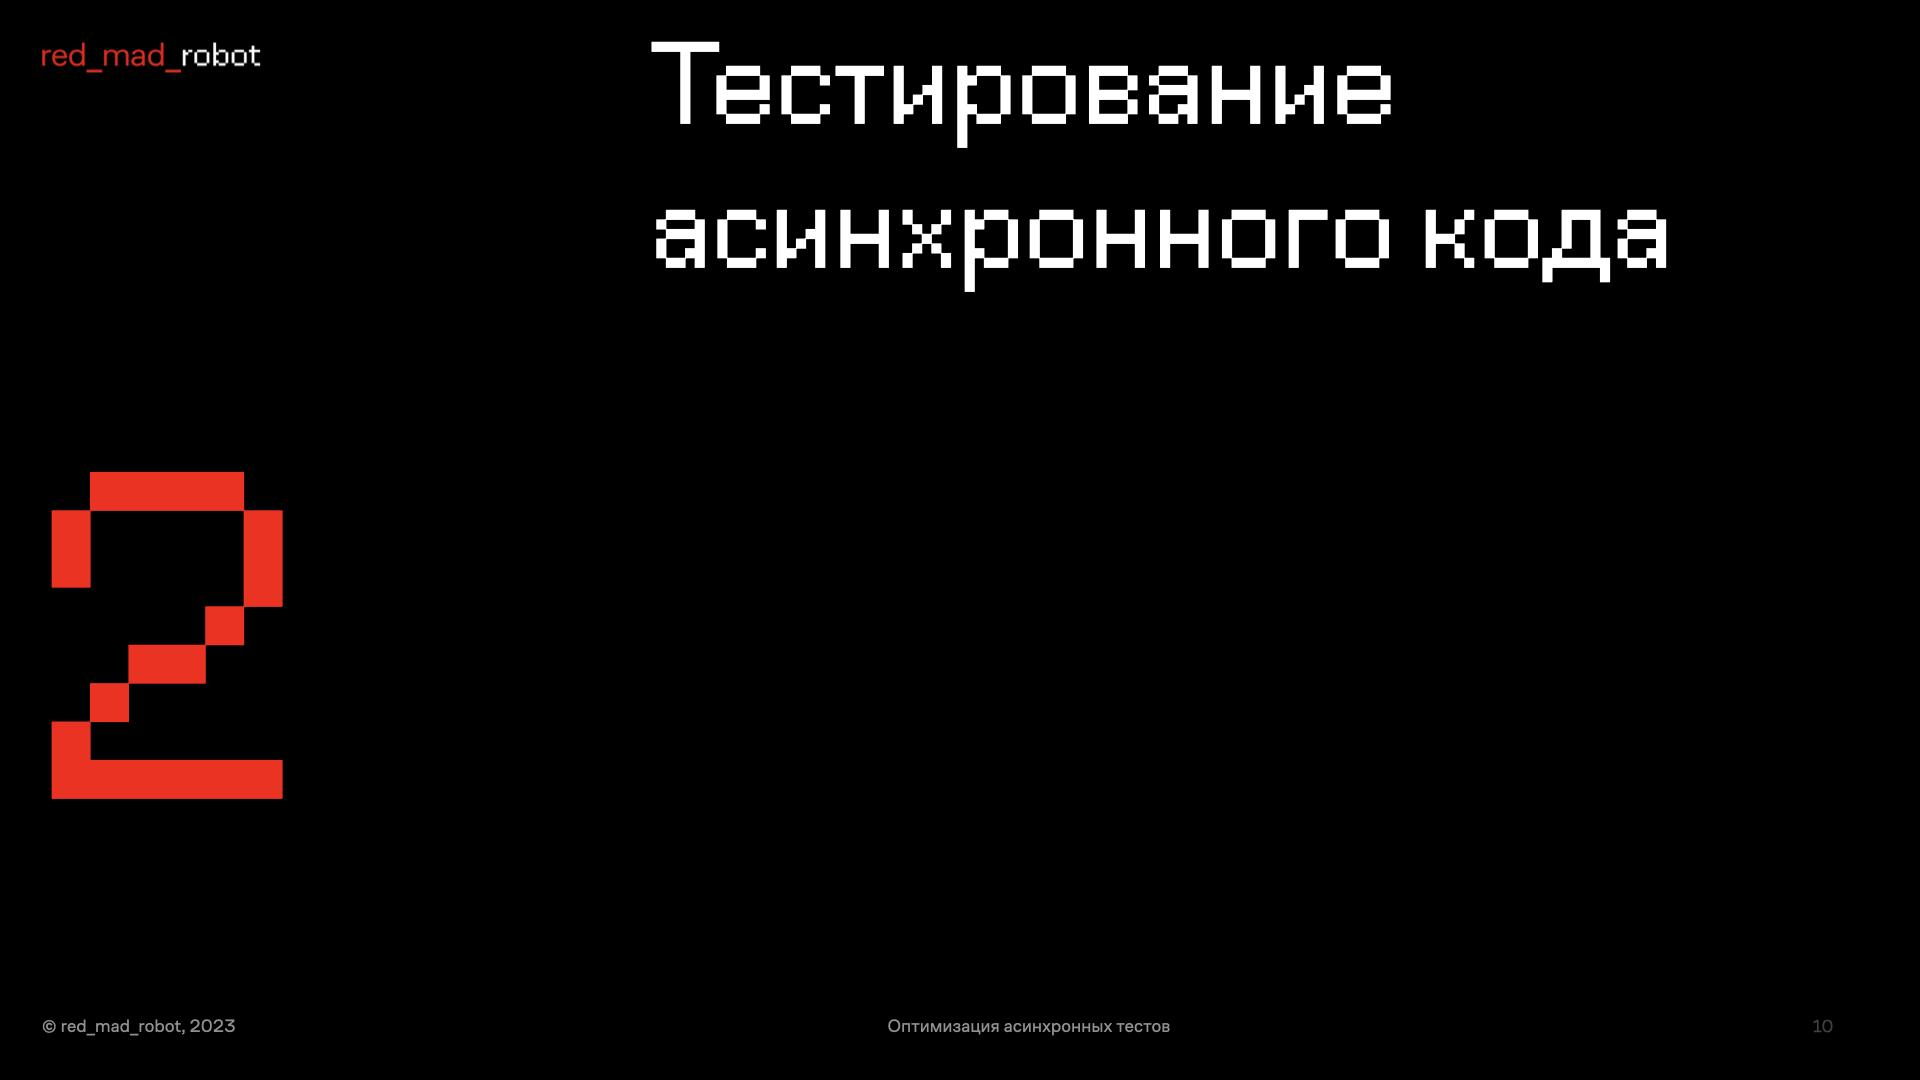 red_mad_robot
Тестирование
асинхронного кода
2
© red_mad_robot, 2023
Оптимизация асинхронных тестов
10